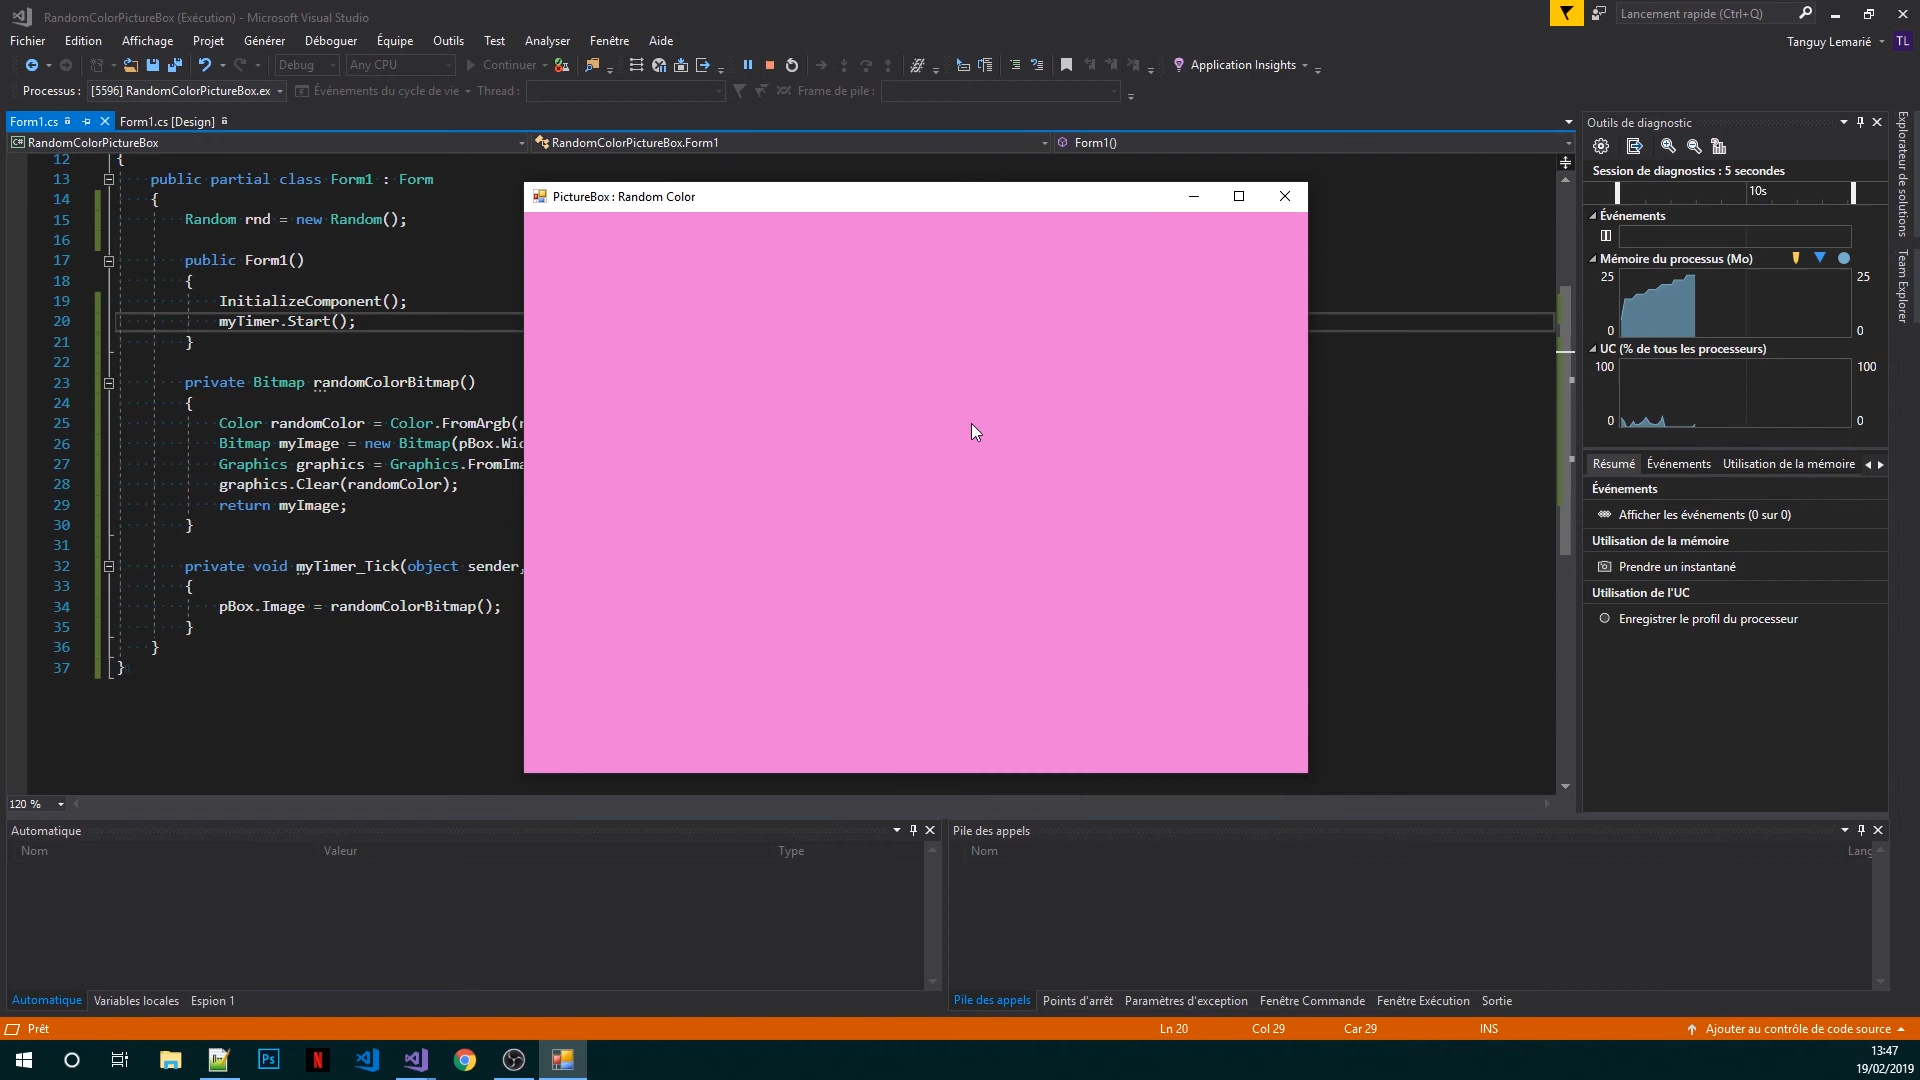 RandomColorPictureBox (Exécution) - Microsoft Visual Studio
Lancement rapide (Ctrl+Q)
Fichier Edition Affichage Projet Générer Déboguer Équipe Outils Test Analyser Fenêtre Aide
Tanguy Lemarié TL
Debug Any CPU Continuer Application Insights
Processus : [5596] RandomColorPictureBox.ex Événements du cycle de vie Thread : Frame de pile :
Form1.cs Form1.cs [Design]
RandomColorPictureBox RandomColorPictureBox.Form1 Form1()
12 {
13 public partial class Form1 : Form
14 {
15 Random rnd = new Random();
16
17 public Form1()
18 {
19 InitializeComponent();
20 myTimer.Start();
21 }
22
23 private Bitmap randomColorBitmap()
24 {
25 Color randomColor = Color.FromArgb(
26 Bitmap myImage = new Bitmap(pBox.Wid
27 Graphics graphics = Graphics.FromIma
28 graphics.Clear(randomColor);
29 return myImage;
30 }
31
32 private void myTimer_Tick(object sender,
33 {
34 pBox.Image = randomColorBitmap();
35 }
36 }
37 }
PictureBox : Random Color
120 %
Outils de diagnostic
Session de diagnostics : 5 secondes
10s
Événements
Mémoire du processus (Mo)
25 25
0 0
UC (% de tous les processeurs)
100 100
0 0
Résumé Événements Utilisation de la mémoire
Événements
Afficher les événements (0 sur 0)
Utilisation de la mémoire
Prendre un instantané
Utilisation de l'UC
Enregistrer le profil du processeur
Explorateur de solutions
Team Explorer
Automatique
Nom Valeur Type
Automatique Variables locales Espion 1
Pile des appels
Nom Lang
Pile des appels Points d'arrêt Paramètres d'exception Fenêtre Commande Fenêtre Exécution Sortie
Prêt Ln 20 Col 29 Car 29 INS Ajouter au contrôle de code source
Ps N
13:47
19/02/2019